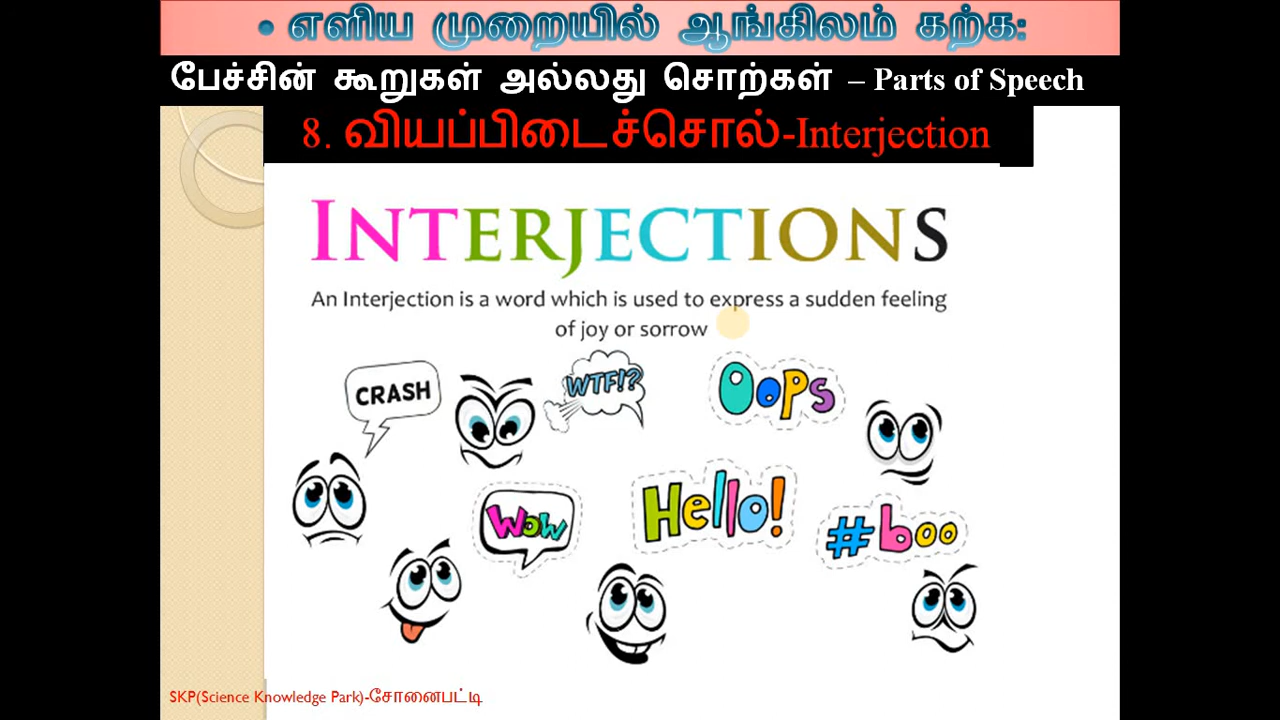 • எளிய முறையில் ஆங்கிலம் கற்க:
பேச்சின் கூறுகள் அல்லது சொற்கள் – Parts of Speech
8. வியப்பிடைச்சொல்-Interjection
INTERJECTIONS
An Interjection is a word which is used to express a sudden feeling
of joy or sorrow
CRASH
WTF!?
Oops
Wow
Hello!
#boo
SKP(Science Knowledge Park)-சோனைபட்டி